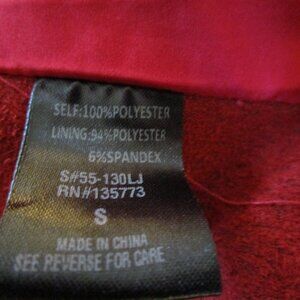 SELF:100%POLYESTER
LINING:94%POLYESTER
6%SPANDEX
S#55-130LJ
RN#135773
S
MADE IN CHINA
SEE REVERSE FOR CARE